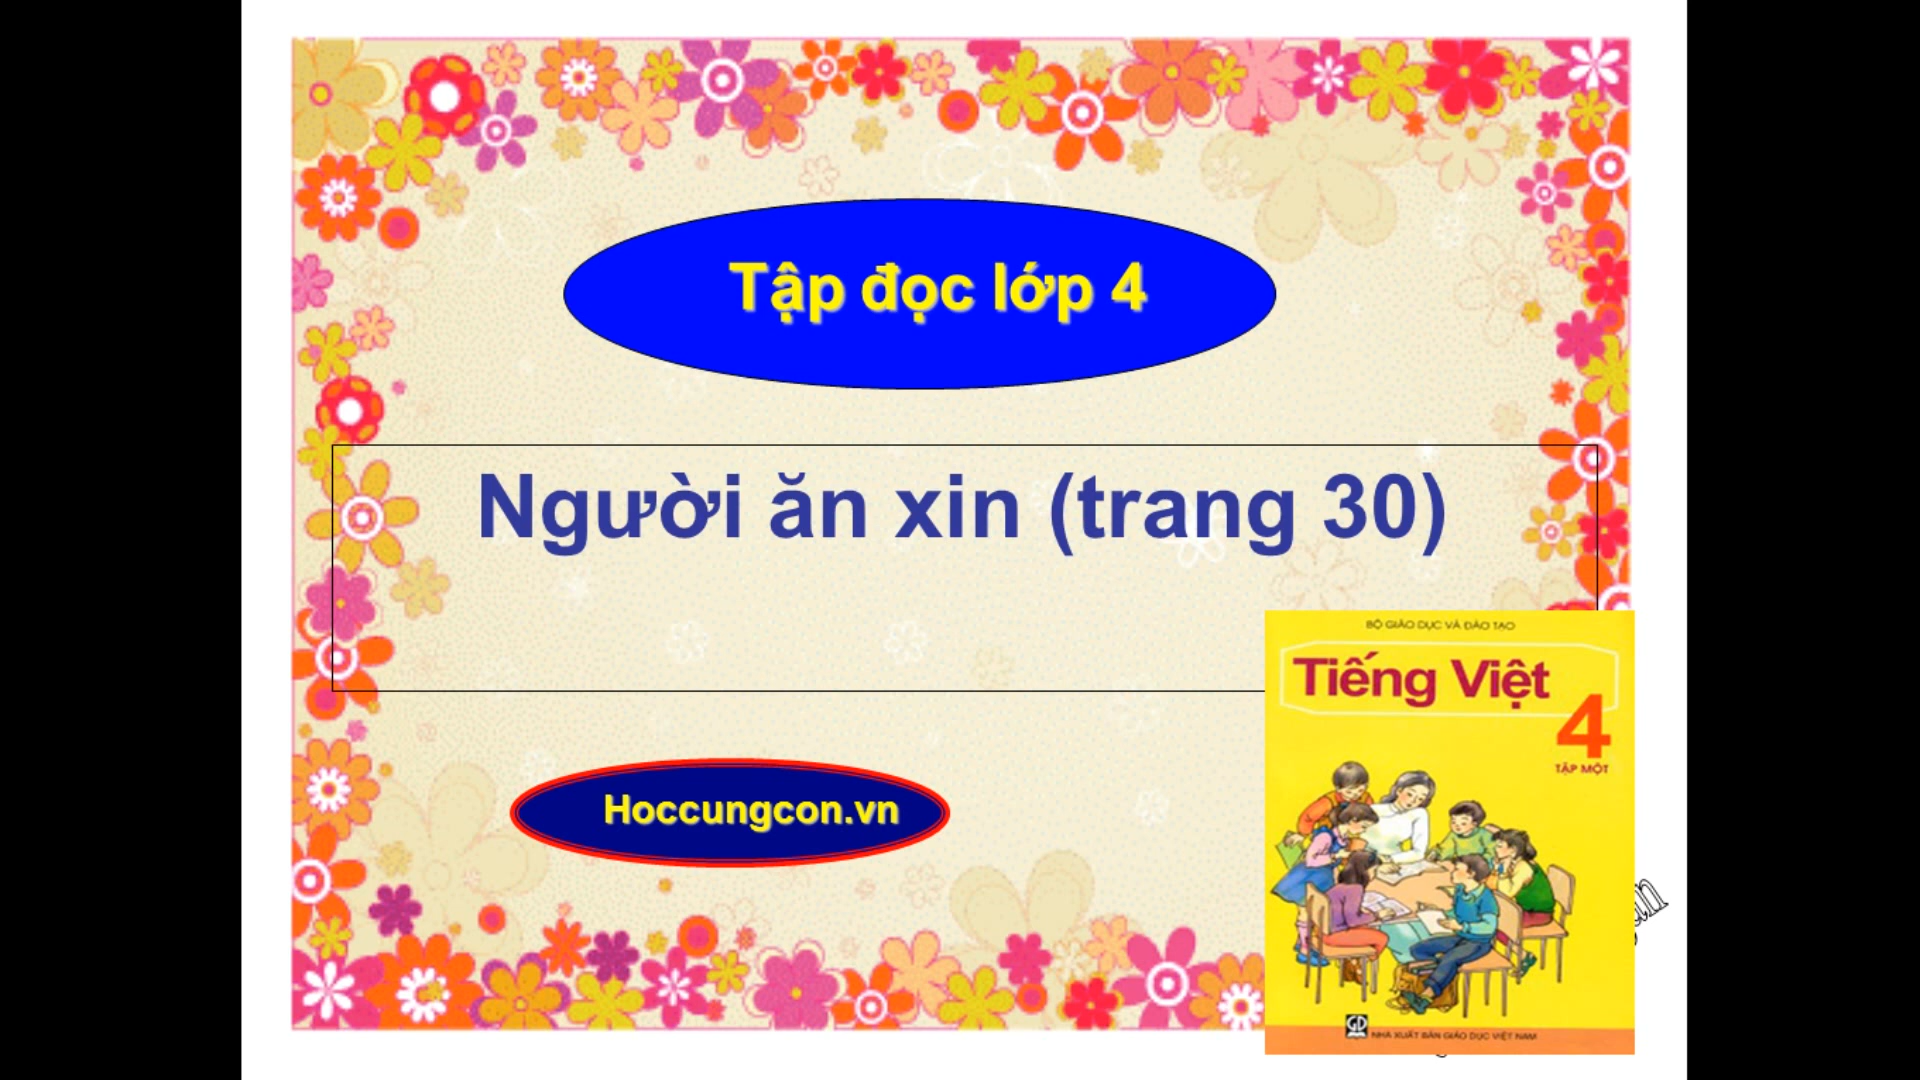 Tập đọc lớp 4
Người ăn xin (trang 30)
BỘ GIÁO DỤC VÀ ĐÀO TẠO
Tiếng Việt
4
TẬP MỘT
Hoccungcon.vn
NHÀ XUẤT BẢN GIÁO DỤC VIỆT NAM